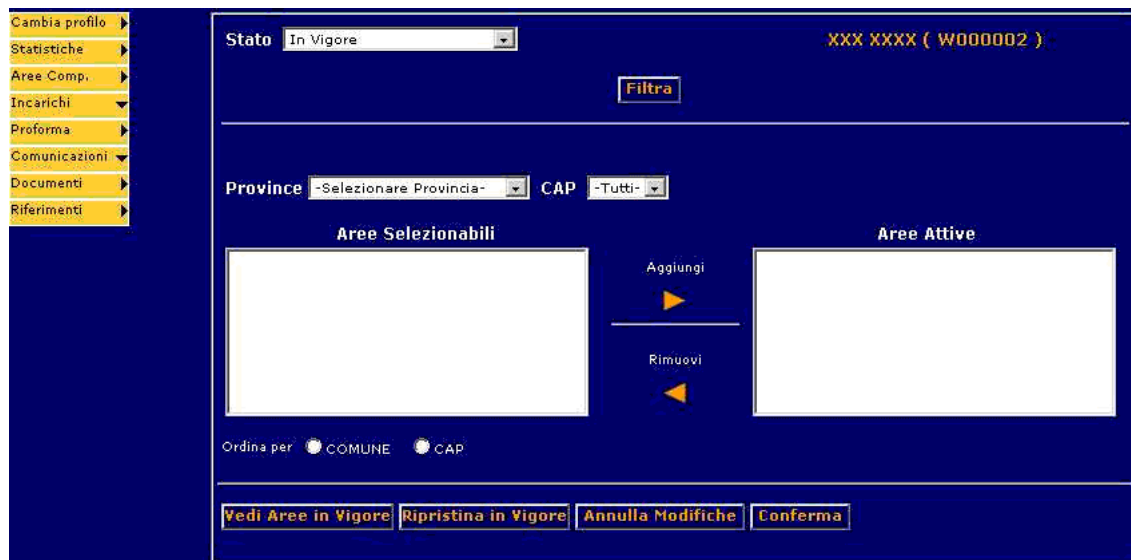 Cambia profilo
Statistiche
Aree Comp.
Incarichi
Proforma
Comunicazioni
Documenti
Riferimenti
Stato In Vigore XXX XXXX ( W000002 )
Filtra
Province -Selezionare Provincia- CAP -Tutti-
Aree Selezionabili Aree Attive
Aggiungi
Rimuovi
Ordina per COMUNE CAP
Vedi Aree in Vigore Ripristina in Vigore Annulla Modifiche Conferma